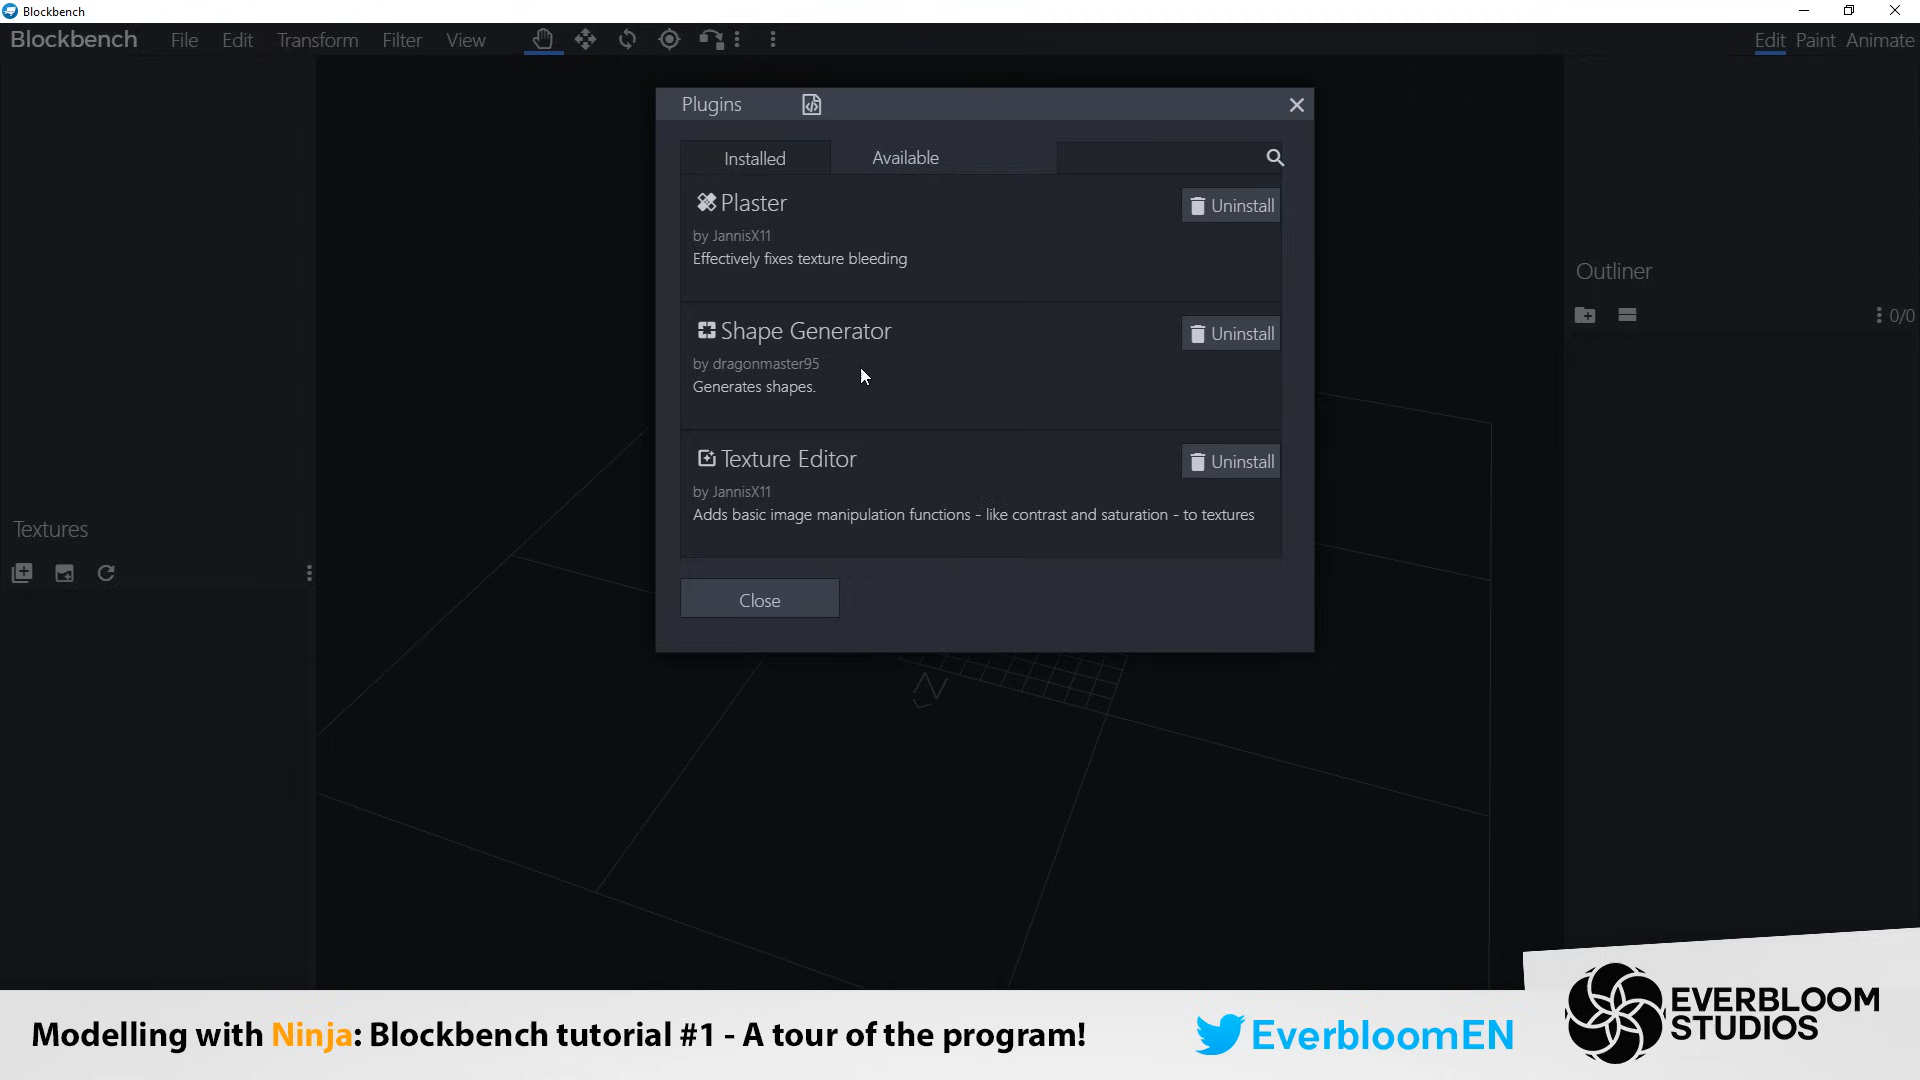 Blockbench
Blockbench File Edit Transform Filter View Edit Paint Animate
Plugins
Installed Available
Plaster Uninstall
by JannisX11
Effectively fixes texture bleeding
Shape Generator Uninstall
by dragonmaster95
Generates shapes.
Texture Editor Uninstall
by JannisX11
Adds basic image manipulation functions - like contrast and saturation - to textures
Close
Outliner
0/0
Textures
N
Modelling with Ninja: Blockbench tutorial #1 - A tour of the program!
EverbloomEN
EVERBLOOM
STUDIOS